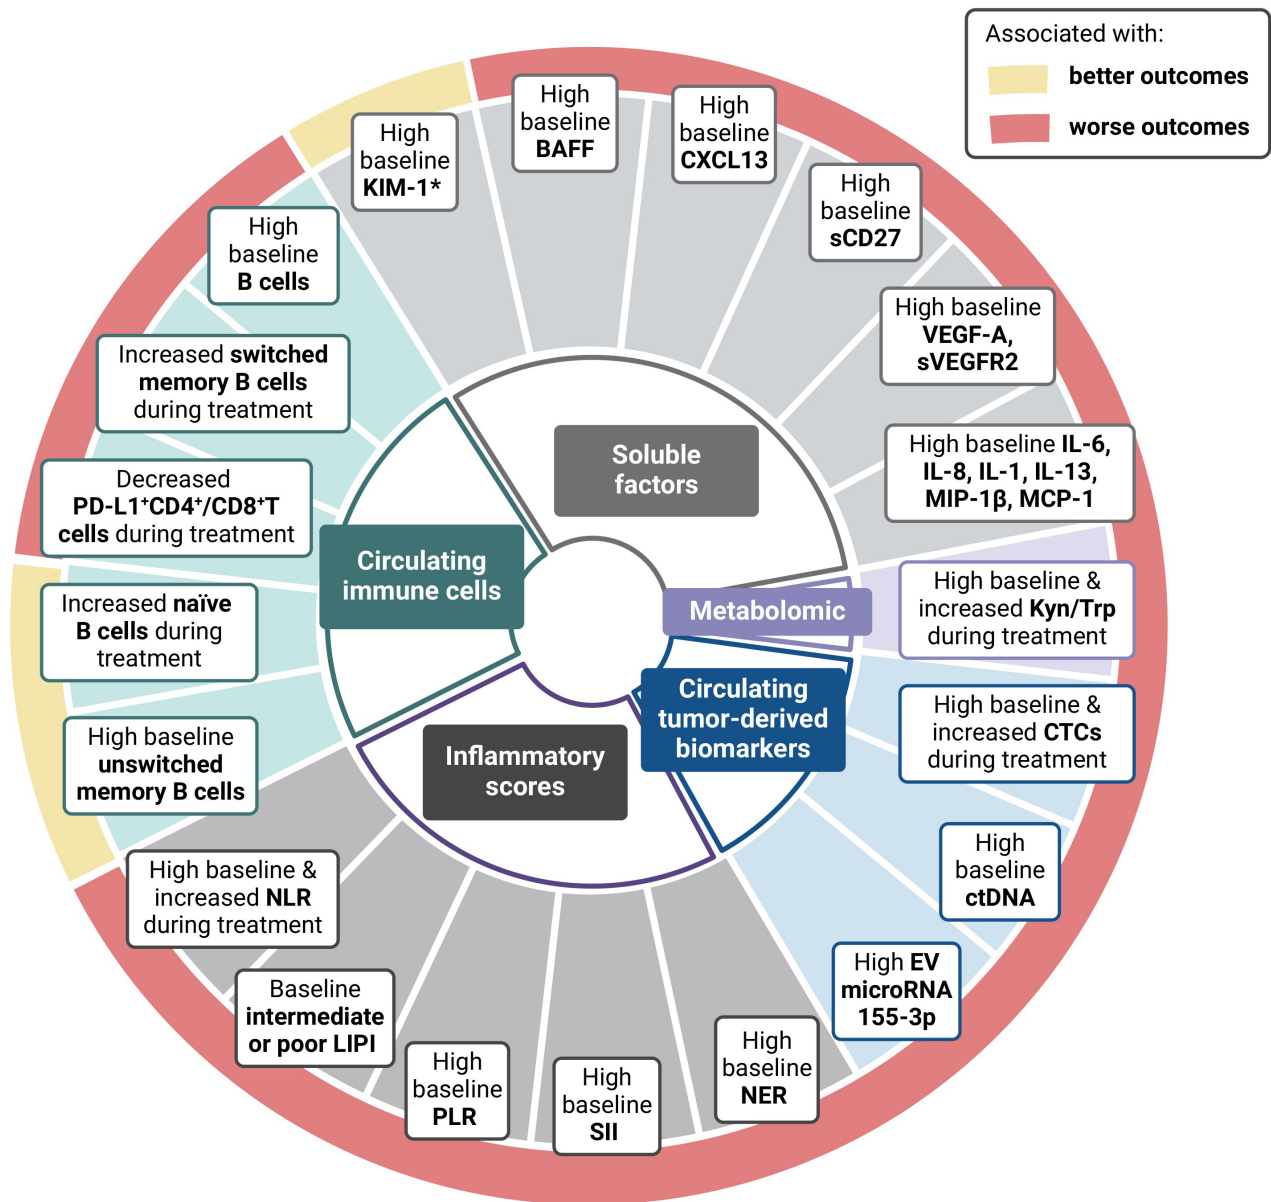 Associated with:
better outcomes
worse outcomes
High
baseline
KIM-1*
High
baseline
BAFF
High
baseline
CXCL13
High
baseline
sCD27
High baseline
VEGF-A,
sVEGFR2
High baseline IL-6,
IL-8, IL-1, IL-13,
MIP-1β, MCP-1
High baseline &
increased Kyn/Trp
during treatment
High baseline &
increased CTCs
during treatment
High
baseline
ctDNA
High EV
microRNA
155-3p
High
baseline
NER
High
baseline
SII
High
baseline
PLR
Baseline
intermediate
or poor LIPI
High baseline &
increased NLR
during treatment
High baseline
unswitched
memory B cells
Increased naïve
B cells during
treatment
Decreased
PD-L1⁺CD4⁺/CD8⁺T
cells during treatment
Increased switched
memory B cells
during treatment
High
baseline
B cells
Soluble
factors
Circulating
immune cells
Metabolomic
Circulating
tumor-derived
biomarkers
Inflammatory
scores